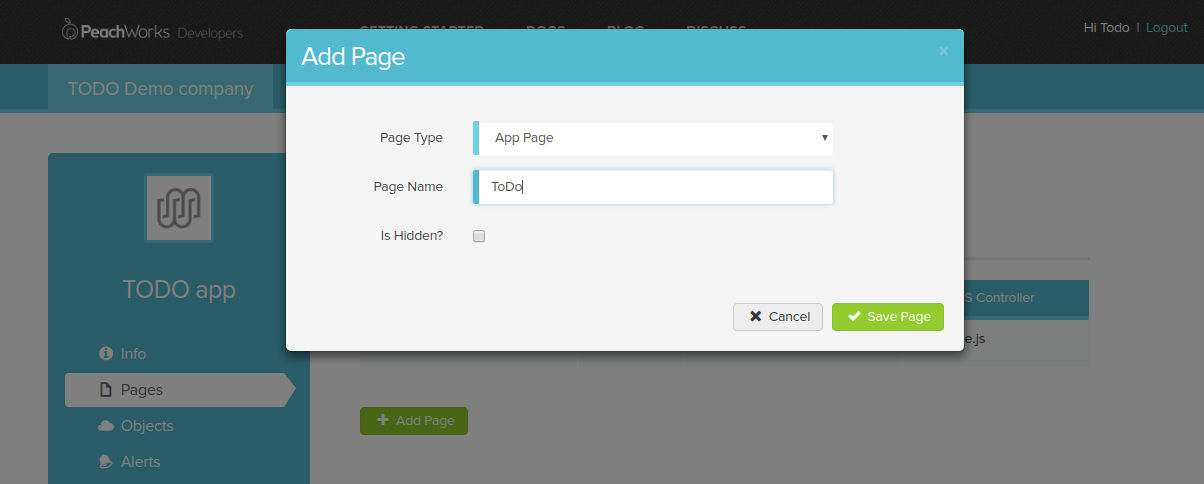 PeachWorks Developers
GETTING STARTED DOCS BLOG DISCUSS
Hi Todo | Logout
TODO Demo company
Add Page
×
Page Type
App Page
Page Name
ToDo
Is Hidden?
Cancel
Save Page
TODO app
Info
Pages
Objects
Alerts
S Controller
e.js
Add Page